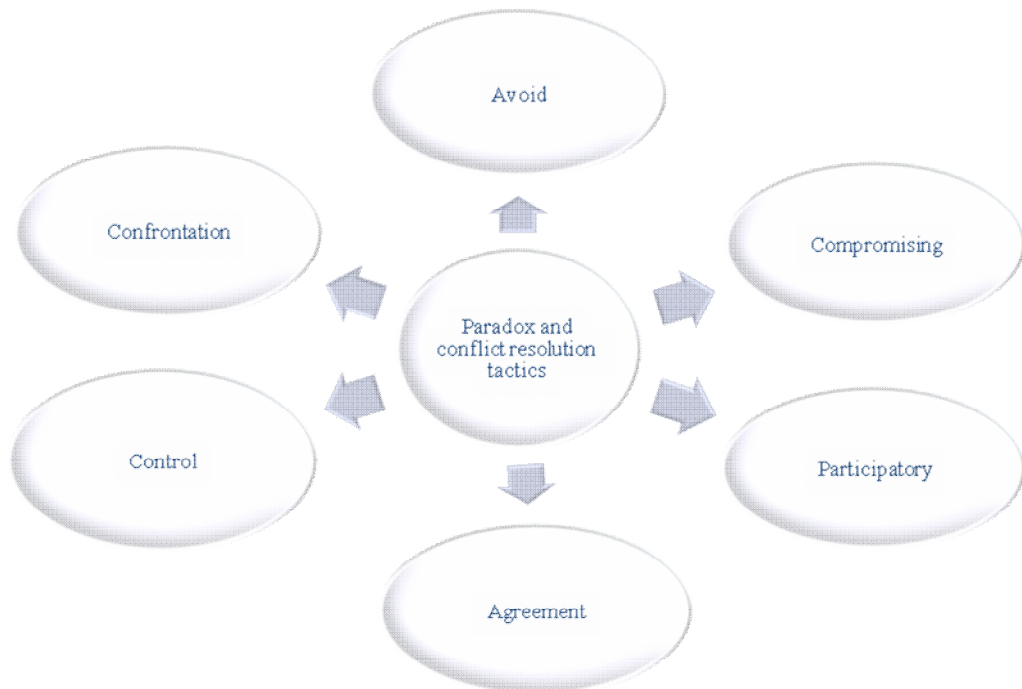 Avoid
Confrontation
Compromising
Paradox and
conflict resolution
tactics
Control
Participatory
Agreement